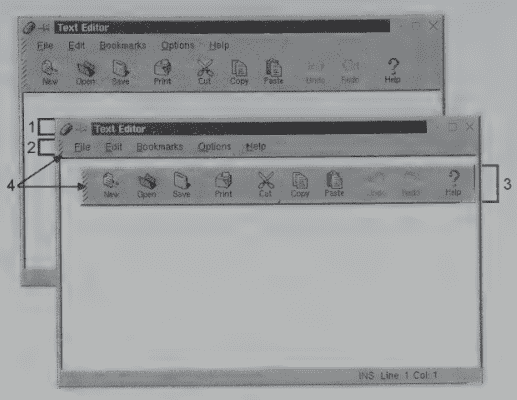 Text Editor
File Edit Bookmarks Options Help
New Open Save Print Cut Copy Paste Undo Redo Help
1
Text Editor
2
File Edit Bookmarks Options Help
4
New Open Save Print Cut Copy Paste Undo Redo Help
3
INS Line: 1 Col: 1